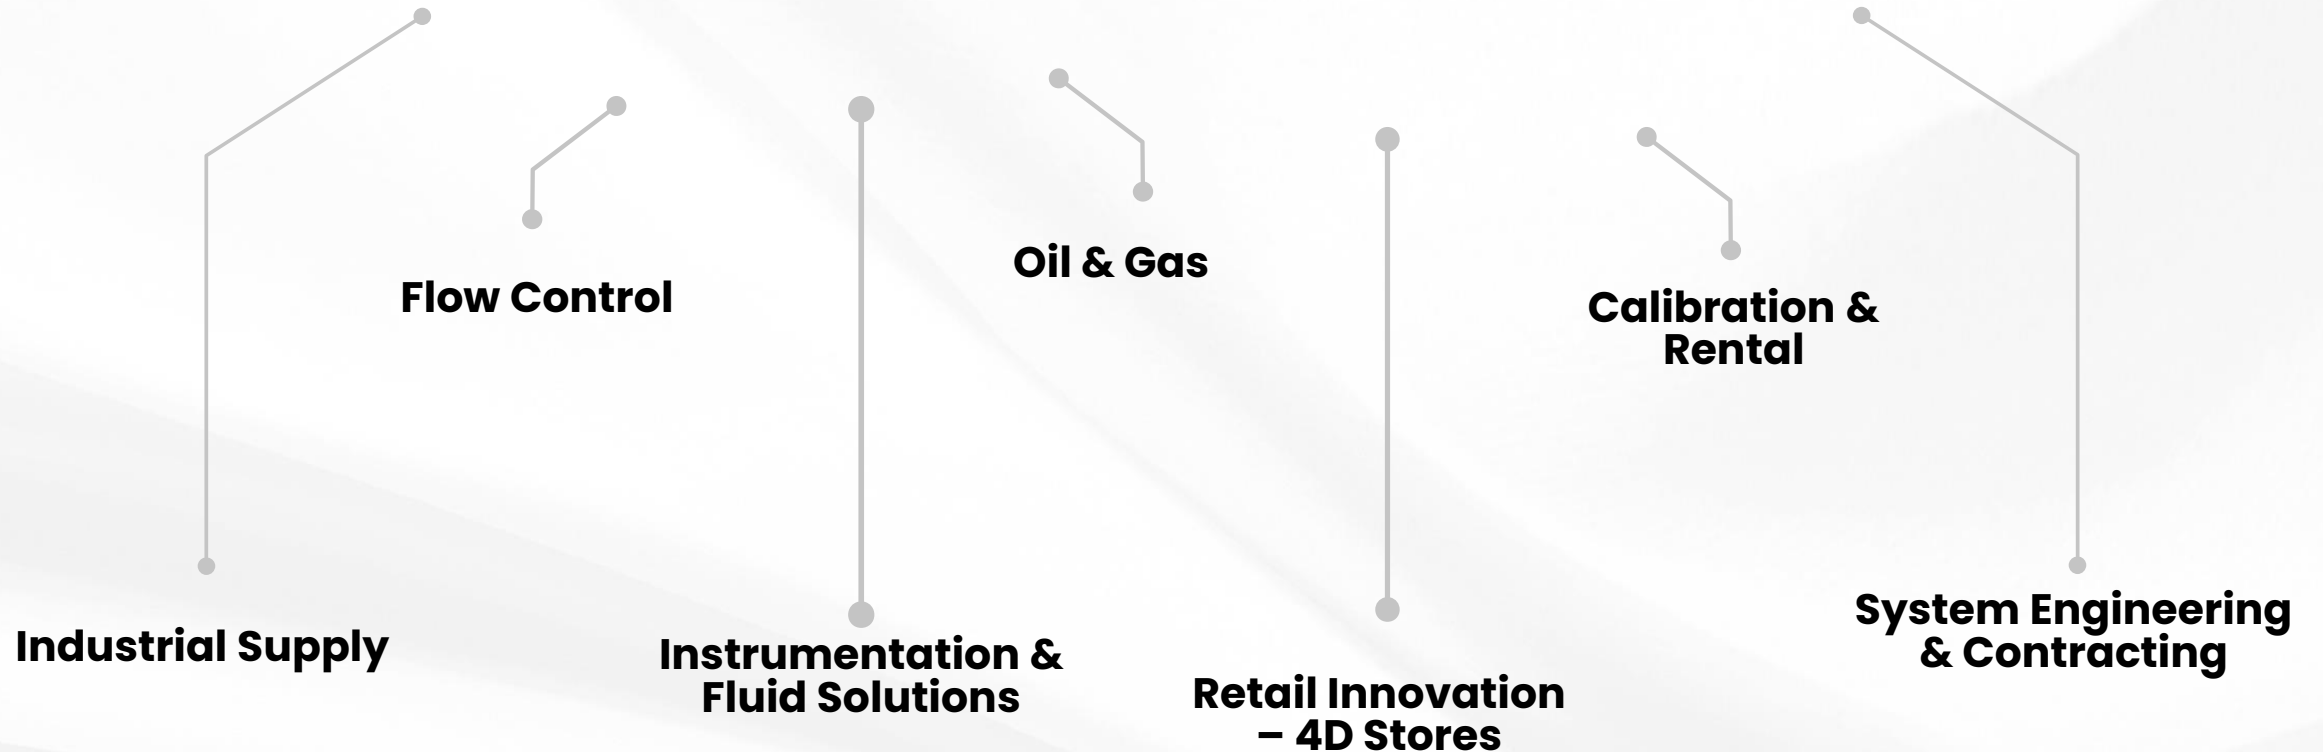 Industrial Supply
Flow Control
Instrumentation &
Fluid Solutions
Oil & Gas
Retail Innovation
– 4D Stores
Calibration &
Rental
System Engineering
& Contracting